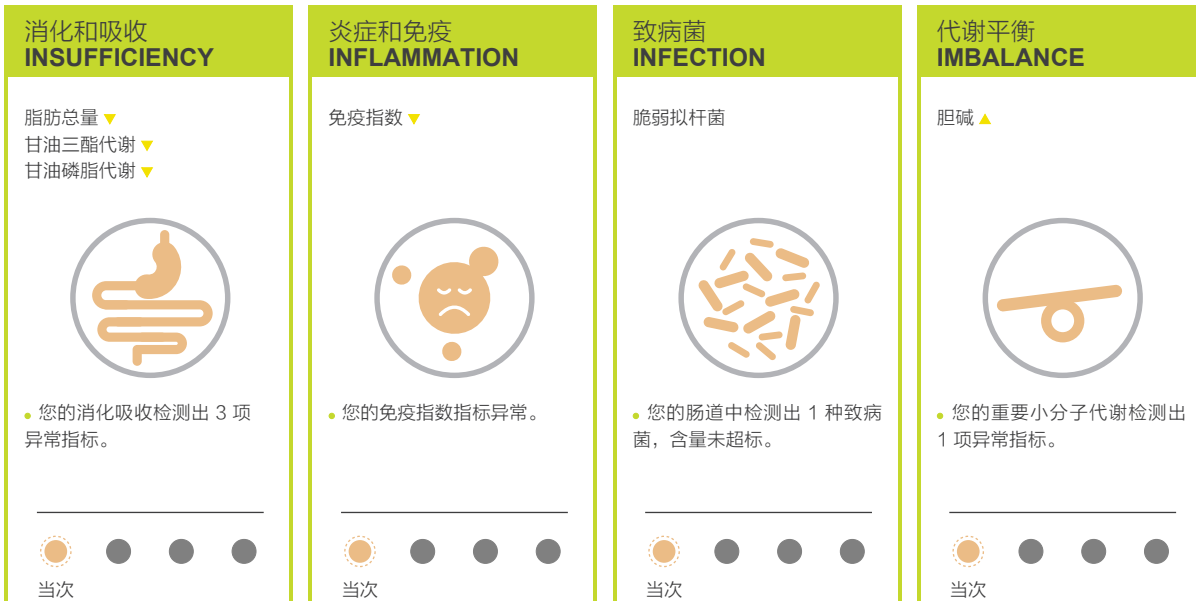 消化和吸收
INSUFFICIENCY
脂肪总量 ▼
甘油三酯代谢 ▼
甘油磷脂代谢 ▼
• 您的消化吸收检测出 3 项
异常指标。
当次
炎症和免疫
INFLAMMATION
免疫指数 ▼
• 您的免疫指数指标异常。
当次
致病菌
INFECTION
脆弱拟杆菌
• 您的肠道中检测出 1 种致病
菌，含量未超标。
当次
代谢平衡
IMBALANCE
胆碱 ▲
• 您的重要小分子代谢检测出
1 项异常指标。
当次